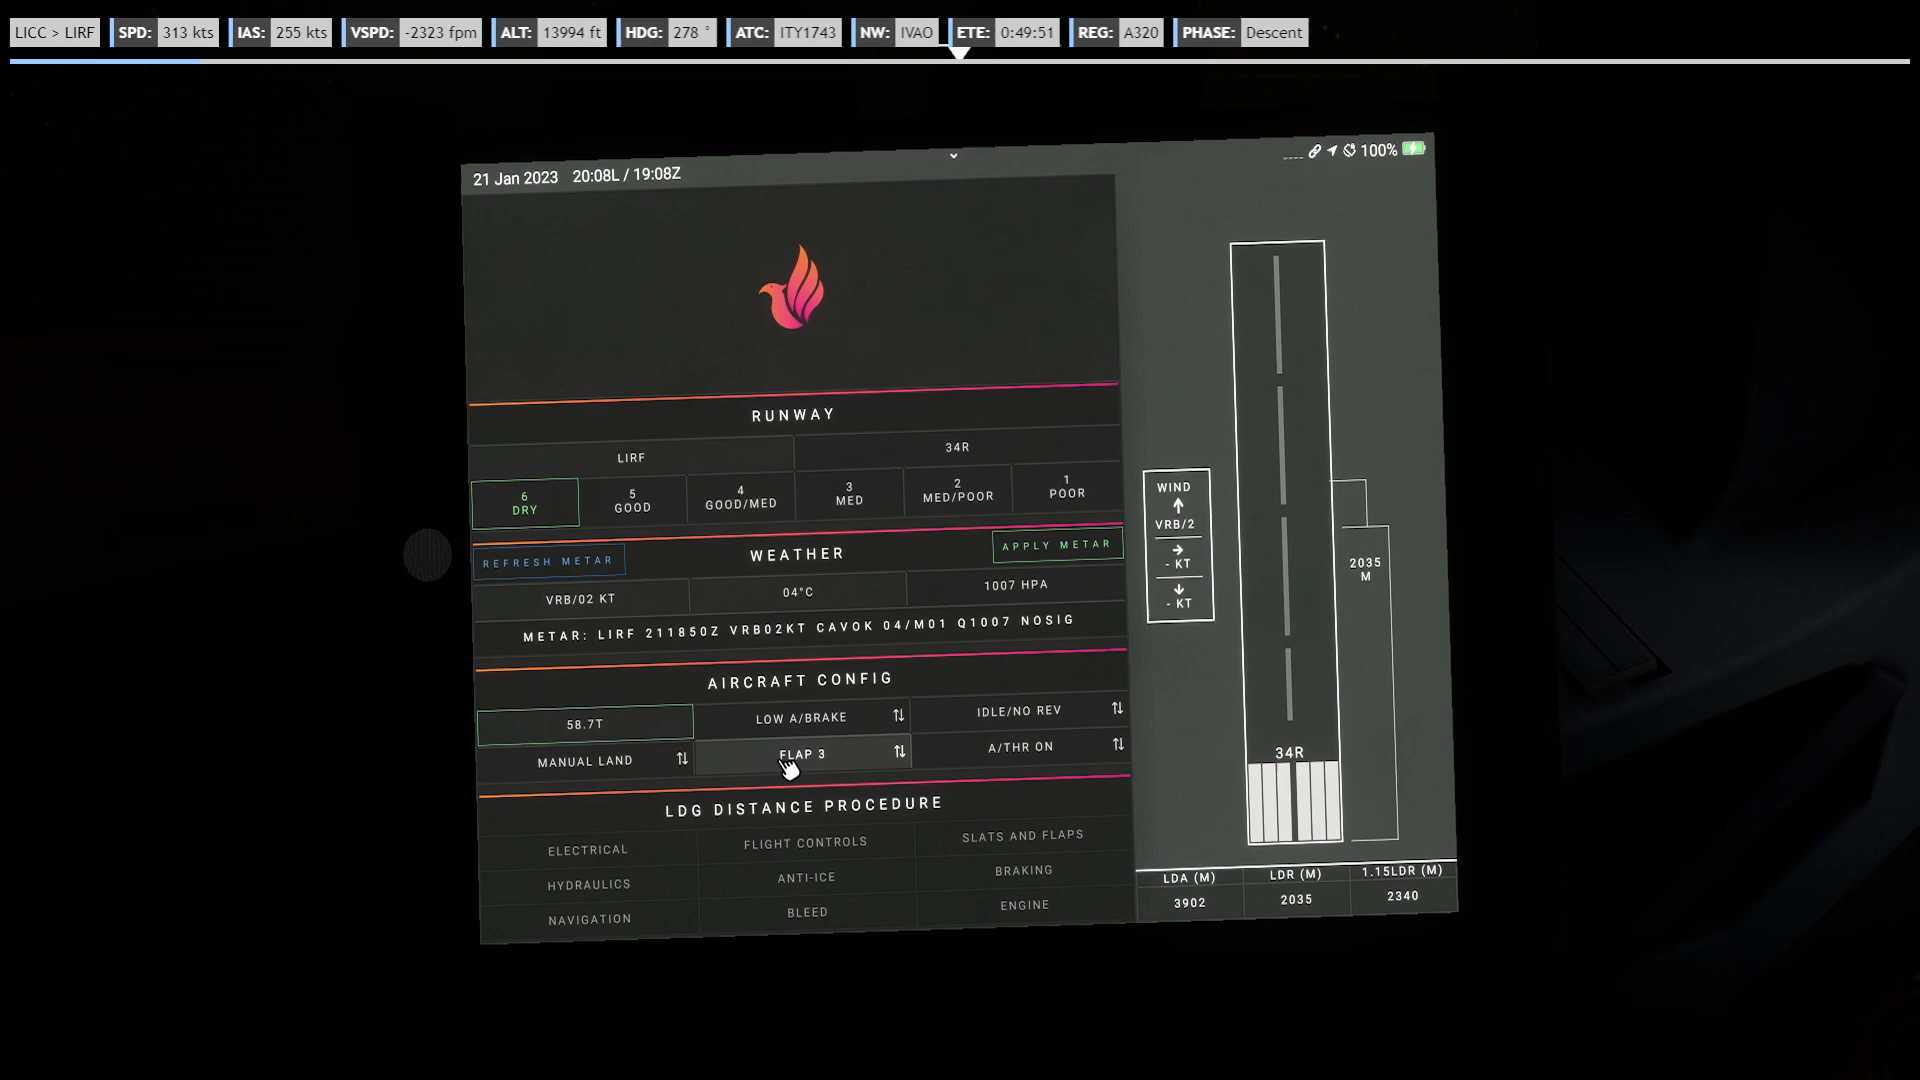 LICC > LIRF SPD: 313 kts IAS: 255 kts VSPD: -2323 fpm ALT: 13994 ft HDG: 278 ° ATC: ITY1743 NW: IVAO ETE: 0:49:51 REG: A320 PHASE: Descent
21 Jan 2023 20:08L / 19:08Z
100%
RUNWAY
LIRF 34R
6 DRY
5 GOOD
4 GOOD/MED
3 MED
2 MED/POOR
1 POOR
REFRESH METAR WEATHER APPLY METAR
VRB/02 KT 04°C 1007 HPA
METAR: LIRF 211850Z VRB02KT CAVOK 04/M01 Q1007 NOSIG
AIRCRAFT CONFIG
58.7T LOW A/BRAKE IDLE/NO REV
MANUAL LAND FLAP 3 A/THR ON
LDG DISTANCE PROCEDURE
ELECTRICAL FLIGHT CONTROLS SLATS AND FLAPS
HYDRAULICS ANTI-ICE BRAKING
NAVIGATION BLEED ENGINE
WIND
↑
VRB/2
→
- KT
↓
- KT
2035
M
34R
LDA (M) LDR (M) 1.15LDR (M)
3902 2035 2340